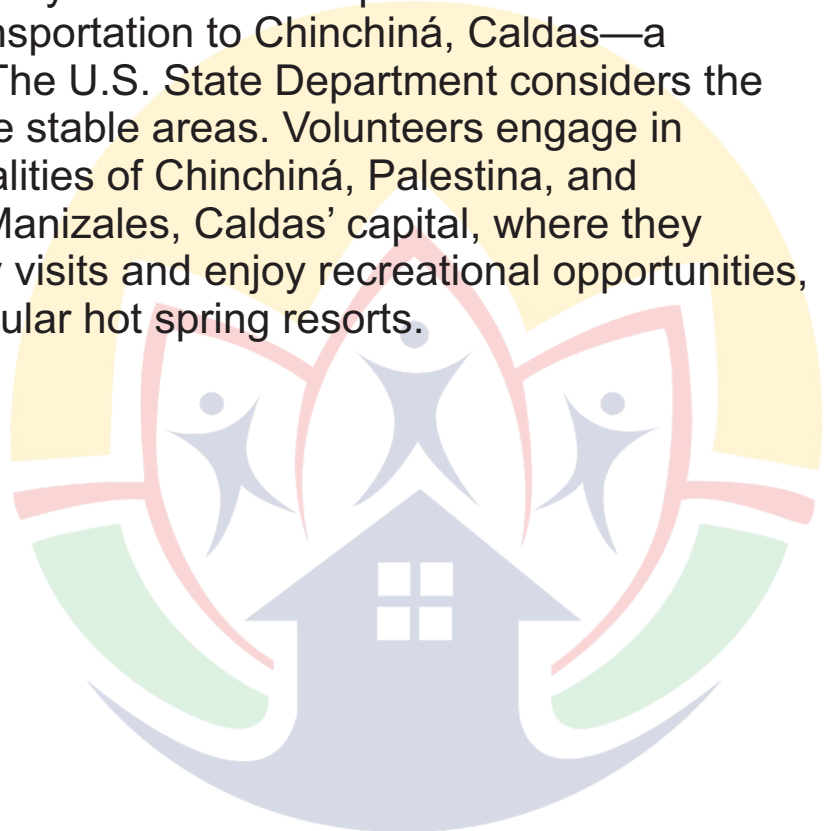 nsportation to Chinchiná, Caldas—a
The U.S. State Department considers the
e stable areas. Volunteers engage in
alities of Chinchiná, Palestina, and
Manizales, Caldas’ capital, where they
visits and enjoy recreational opportunities,
ular hot spring resorts.